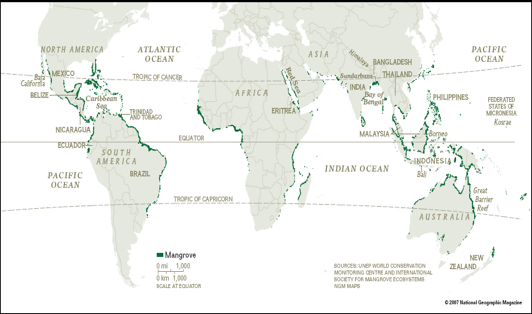 NORTH AMERICA
ATLANTIC
OCEAN
ASIA
Himalaya
PACIFIC
OCEAN
MEXICO
Baja
California
BELIZE
TROPIC OF CANCER
Caribbean
Sea
TRINIDAD
AND TOBAGO
AFRICA
Red Sea
ERITREA
BANGLADESH
THAILAND
Sundarbans
INDIA
Bay of
Bengal
PHILIPPINES
FEDERATED
STATES OF
MICRONESIA
Kosrae
NICARAGUA
ECUADOR
EQUATOR
MALAYSIA
Borneo
SOUTH
AMERICA
PACIFIC
OCEAN
BRAZIL
INDIAN OCEAN
INDONESIA
Bali
TROPIC OF CAPRICORN
Great
Barrier
Reef
AUSTRALIA
NEW
ZEALAND
Mangrove
0 mi 1,000
0 km 1,000
SCALE AT EQUATOR
SOURCES: UNEP WORLD CONSERVATION
MONITORING CENTRE AND INTERNATIONAL
SOCIETY FOR MANGROVE ECOSYSTEMS
NGM MAPS
© 2007 National Geographic Magazine